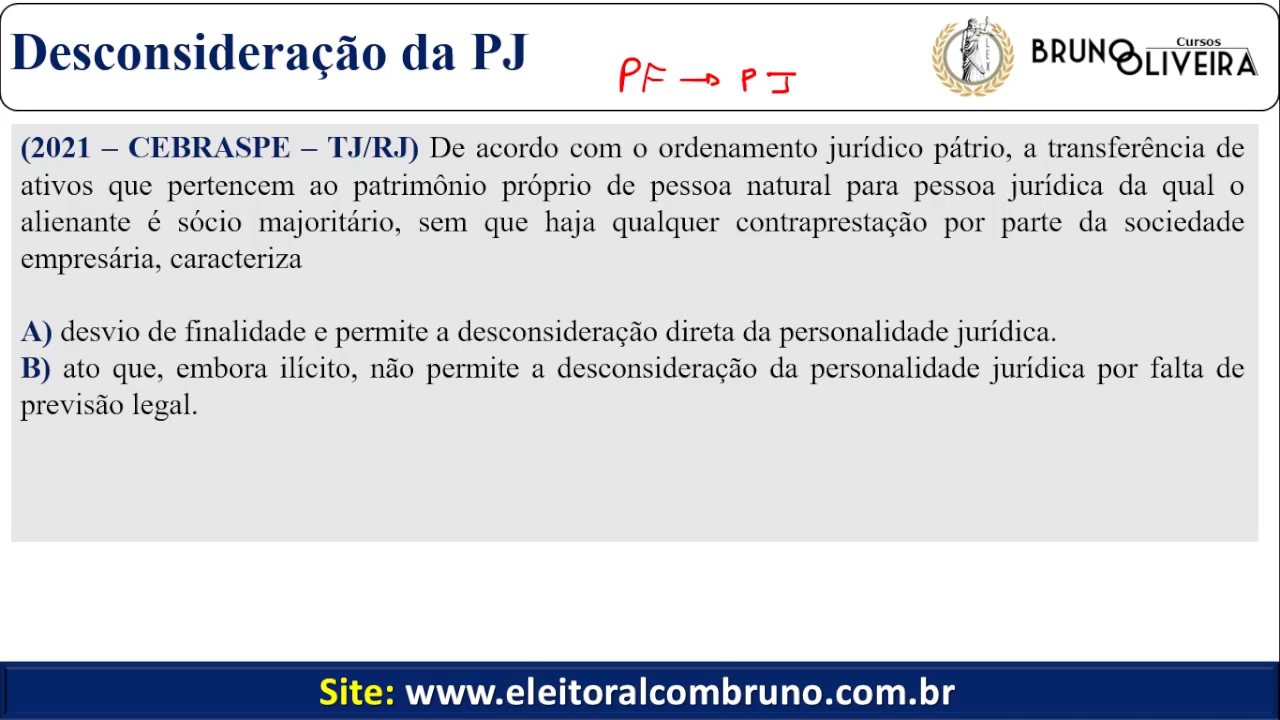 Desconsideração da PJ
PF → PJ
Cursos
BRUNO OLIVEIRA
(2021 – CEBRASPE – TJ/RJ) De acordo com o ordenamento jurídico pátrio, a transferência de
ativos que pertencem ao patrimônio próprio de pessoa natural para pessoa jurídica da qual o
alienante é sócio majoritário, sem que haja qualquer contraprestação por parte da sociedade
empresária, caracteriza
A) desvio de finalidade e permite a desconsideração direta da personalidade jurídica.
B) ato que, embora ilícito, não permite a desconsideração da personalidade jurídica por falta de
previsão legal.
Site: www.eleitoralcombruno.com.br